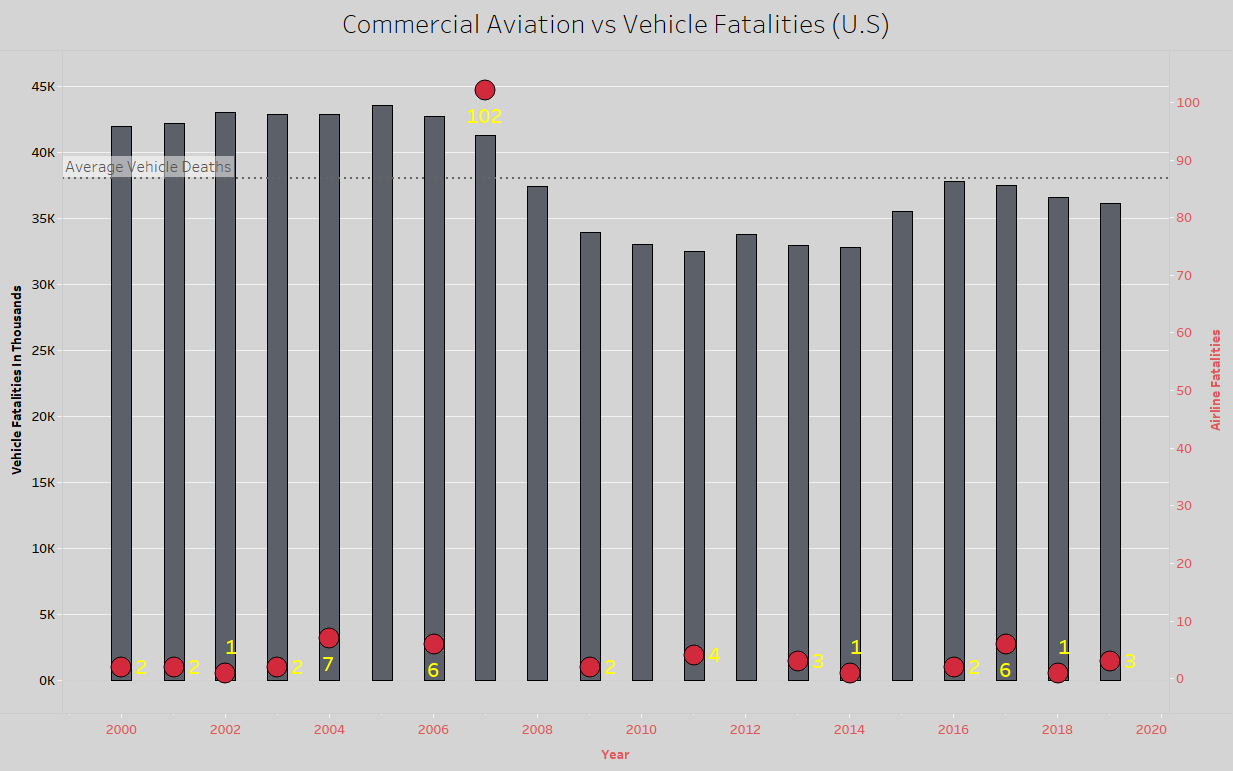 Commercial Aviation vs Vehicle Fatalities (U.S)
45K
40K
35K
30K
25K
20K
15K
10K
5K
0K
Vehicle Fatalities In Thousands
Average Vehicle Deaths
2
2
1
2
7
6
102
2
4
3
1
2
6
1
3
100
90
80
70
60
50
40
30
20
10
0
Airline Fatalities
2000 2002 2004 2006 2008 2010 2012 2014 2016 2018 2020
Year